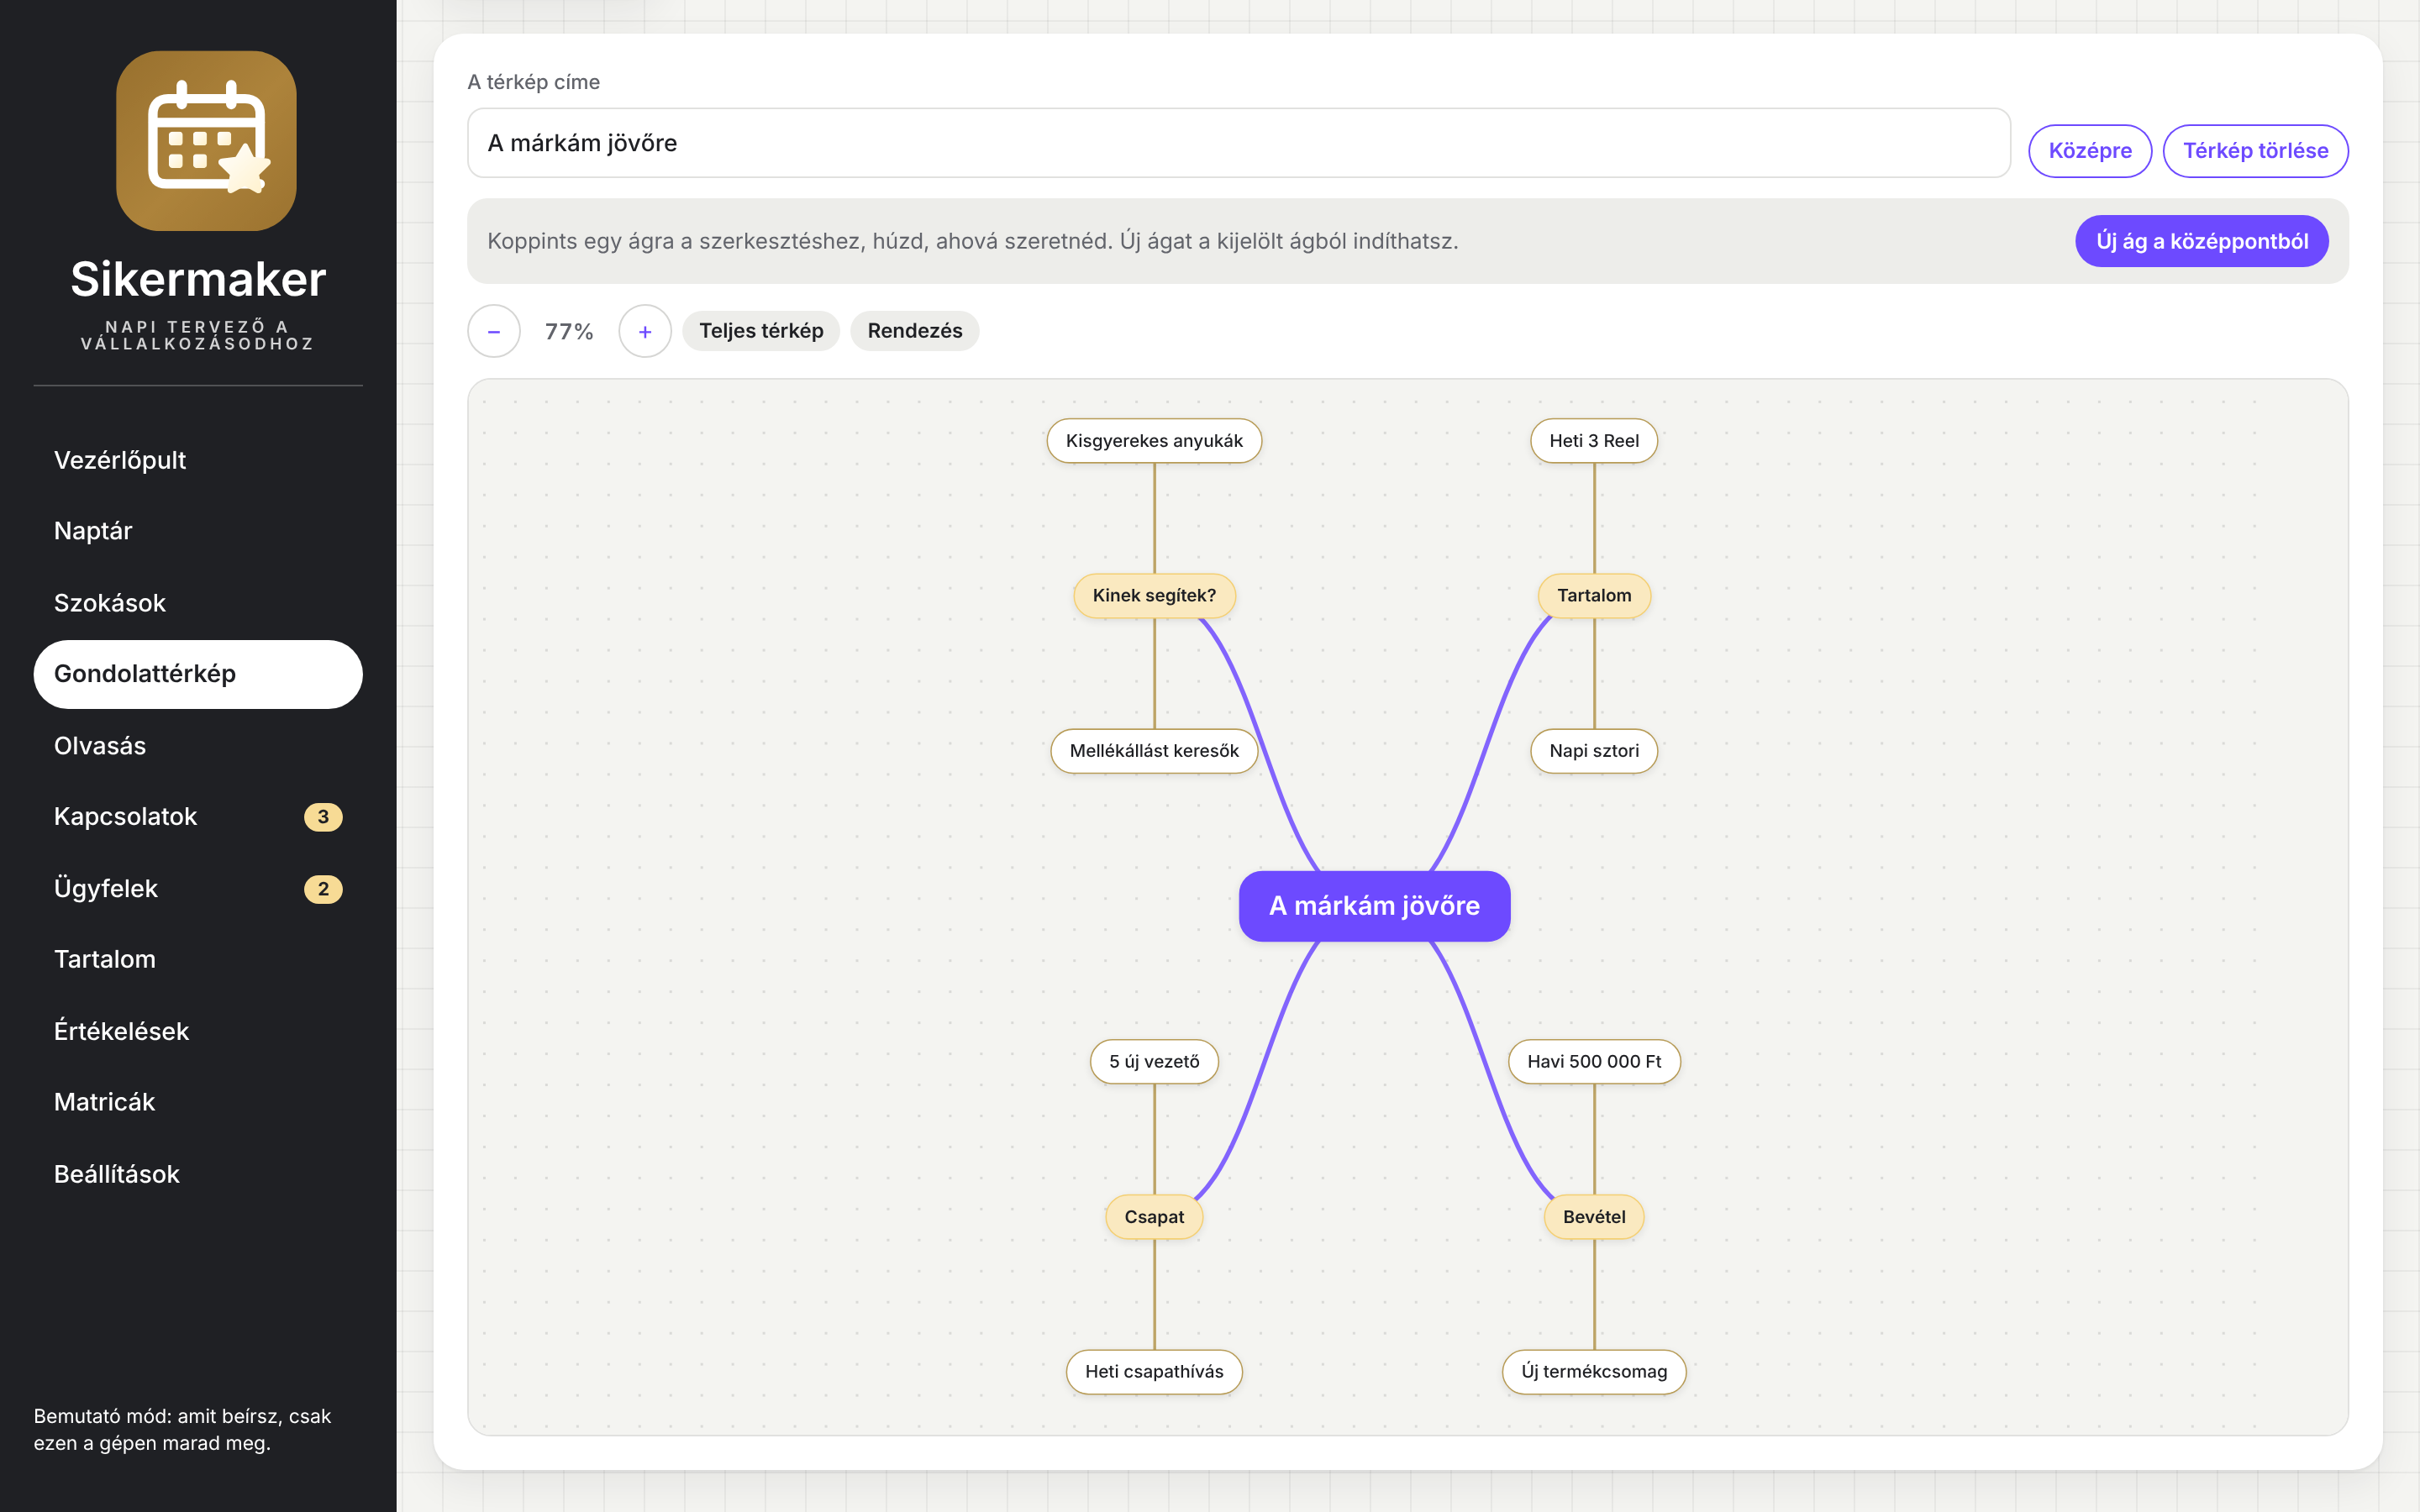 Sikermaker
NAPI TERVEZŐ A
VÁLLALKOZÁSODHOZ
Vezérlőpult
Naptár
Szokások
Gondolattérkép
Olvasás
Kapcsolatok 3
Ügyfelek 2
Tartalom
Értékelések
Matricák
Beállítások
Bemutató mód: amit beírsz, csak
ezen a gépen marad meg.
A térkép címe
A márkám jövőre
Középre
Térkép törlése
Koppints egy ágra a szerkesztéshez, húzd, ahová szeretnéd. Új ágat a kijelölt ágból indíthatsz.
Új ág a középpontból
− 77% +
Teljes térkép
Rendezés
Kisgyerekes anyukák
Heti 3 Reel
Kinek segítek?
Tartalom
Mellékállást keresők
Napi sztori
A márkám jövőre
5 új vezető
Havi 500 000 Ft
Csapat
Bevétel
Heti csapathívás
Új termékcsomag